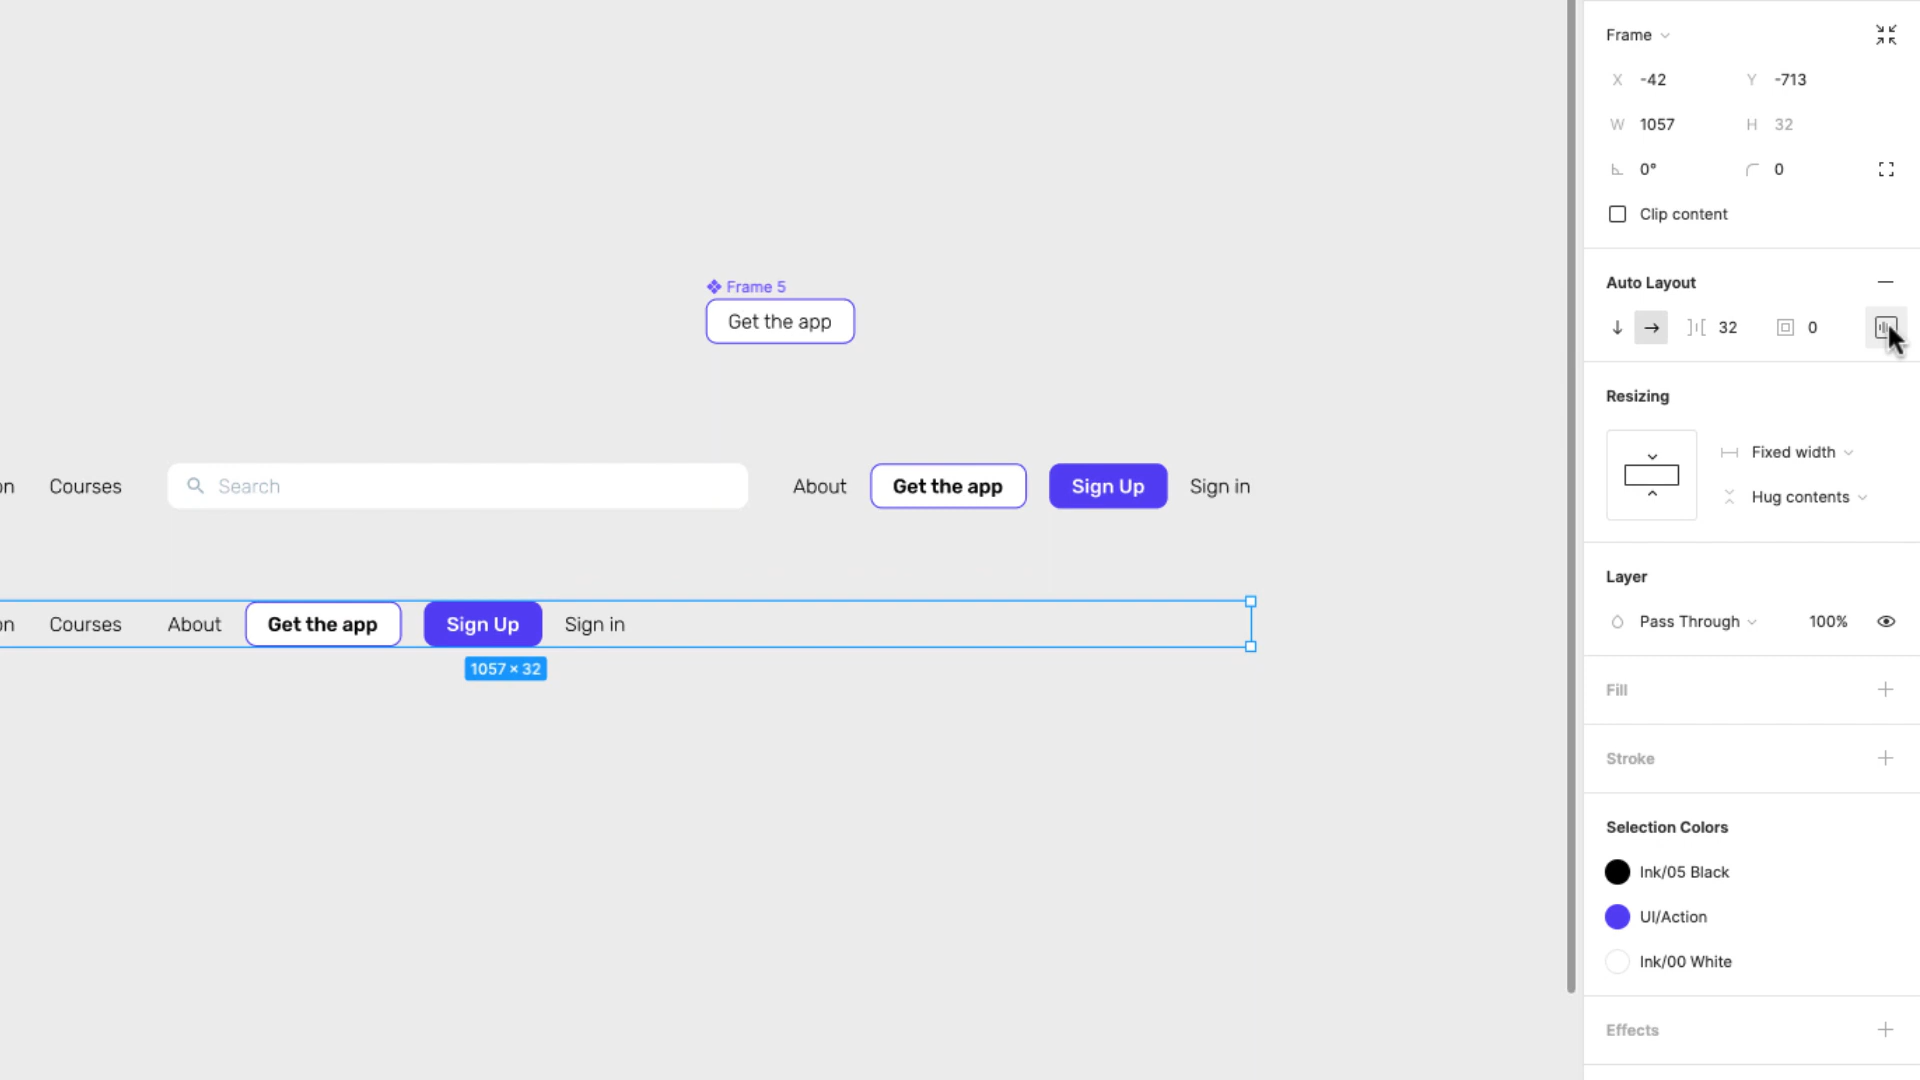 Frame
X -42 Y -713
W 1057 H 32
0° 0
Clip content
Auto Layout
32 0
Resizing
Fixed width
Hug contents
Layer
Pass Through 100%
Fill
Stroke
Selection Colors
Ink/05 Black
UI/Action
Ink/00 White
Effects
Frame 5
Get the app
on Courses Search About Get the app Sign Up Sign in
on Courses About Get the app Sign Up Sign in
1057 × 32